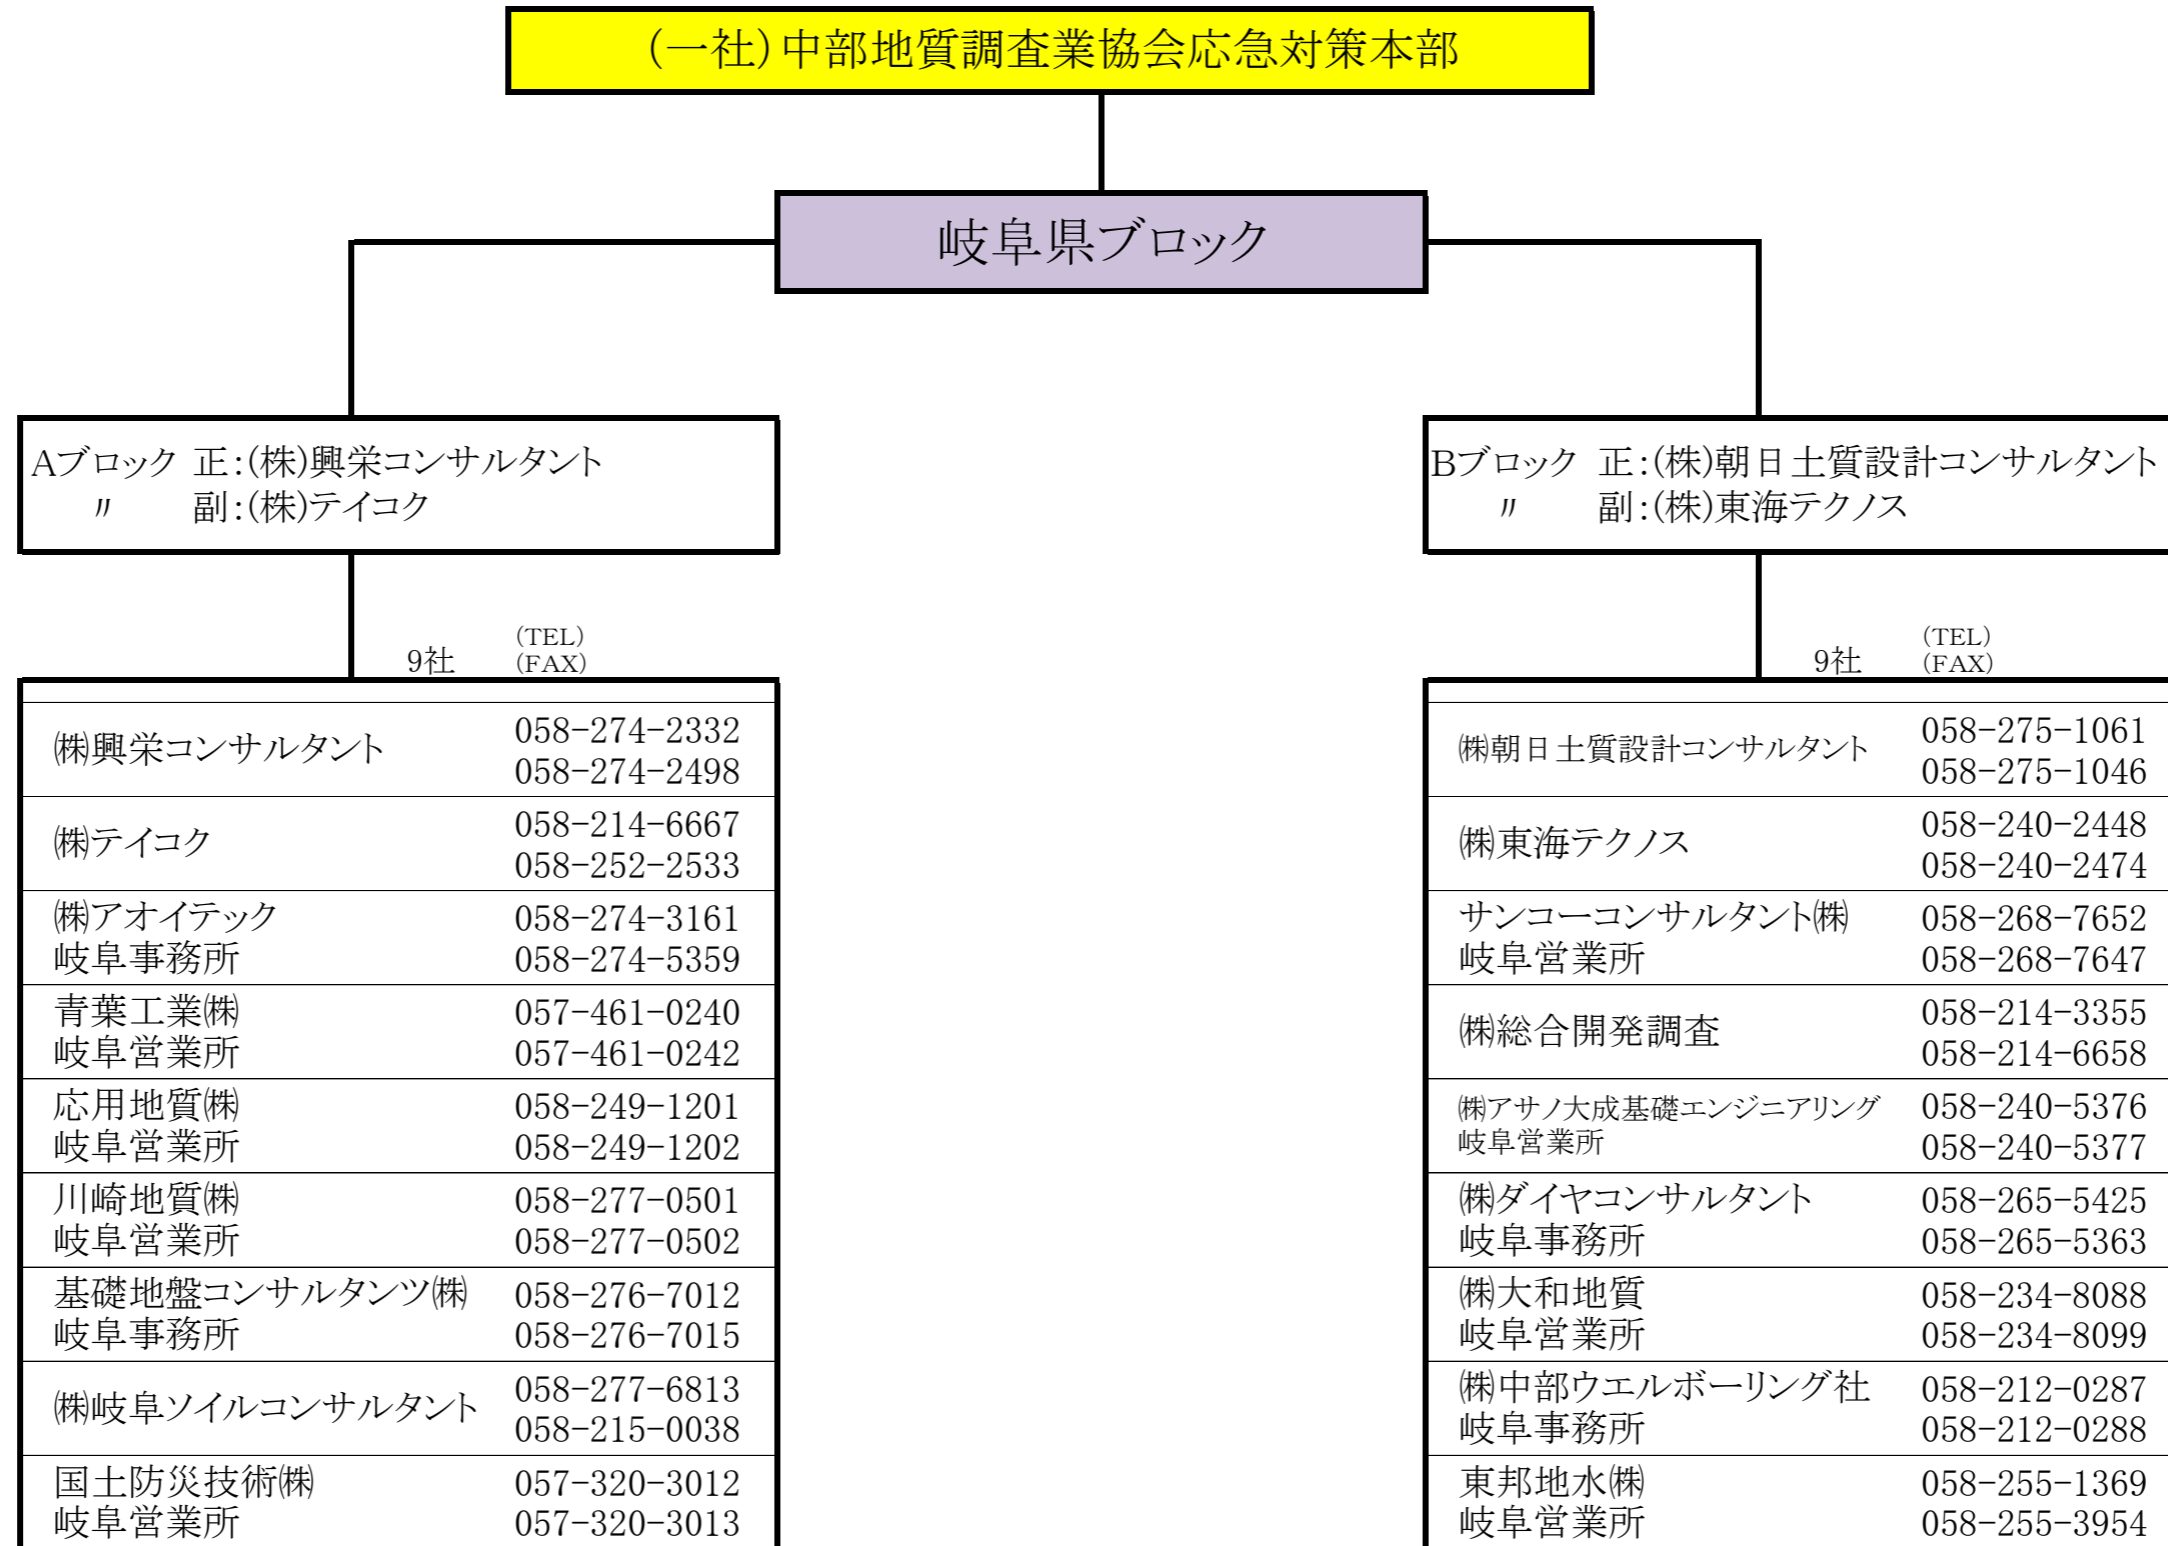 （一社）中部地質調査業協会応急対策本部
岐阜県ブロック
Aブロック 正：(株)興栄コンサルタント
〃 副：(株)テイコク
9社
（TEL）
（FAX）
㈱興栄コンサルタント
058-274-2332
058-274-2498
㈱テイコク
058-214-6667
058-252-2533
㈱アオイテック
岐阜事務所
058-274-3161
058-274-5359
青葉工業㈱
岐阜営業所
057-461-0240
057-461-0242
応用地質㈱
岐阜営業所
058-249-1201
058-249-1202
川崎地質㈱
岐阜営業所
058-277-0501
058-277-0502
基礎地盤コンサルタンツ㈱
岐阜事務所
058-276-7012
058-276-7015
㈱岐阜ソイルコンサルタント
058-277-6813
058-215-0038
国土防災技術㈱
岐阜営業所
057-320-3012
057-320-3013
Bブロック 正：(株)朝日土質設計コンサルタント
〃 副：(株)東海テクノス
9社
（TEL）
（FAX）
㈱朝日土質設計コンサルタント
058-275-1061
058-275-1046
㈱東海テクノス
058-240-2448
058-240-2474
サンコーコンサルタント㈱
岐阜営業所
058-268-7652
058-268-7647
㈱総合開発調査
058-214-3355
058-214-6658
㈱アサノ大成基礎エンジニアリング
岐阜営業所
058-240-5376
058-240-5377
㈱ダイヤコンサルタント
岐阜事務所
058-265-5425
058-265-5363
㈱大和地質
岐阜営業所
058-234-8088
058-234-8099
㈱中部ウエルボーリング社
岐阜事務所
058-212-0287
058-212-0288
東邦地水㈱
岐阜営業所
058-255-1369
058-255-3954